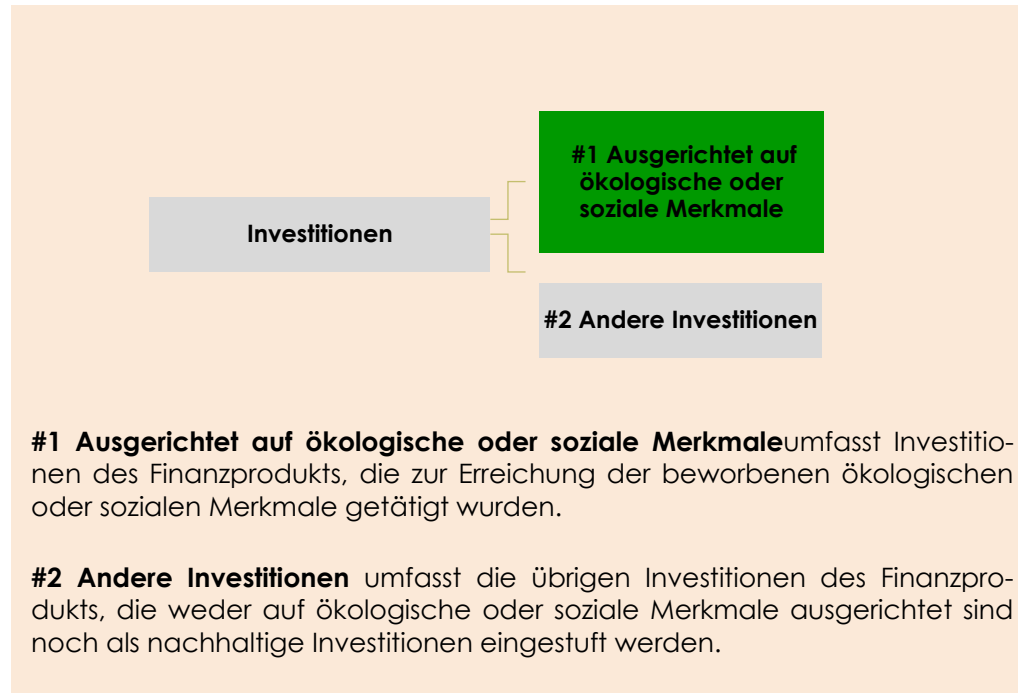 #1 Ausgerichtet auf
ökologische oder
soziale Merkmale
Investitionen
#2 Andere Investitionen
#1 Ausgerichtet auf ökologische oder soziale Merkmaleumfasst Investitio-
nen des Finanzprodukts, die zur Erreichung der beworbenen ökologischen
oder sozialen Merkmale getätigt wurden.
#2 Andere Investitionen umfasst die übrigen Investitionen des Finanzpro-
dukts, die weder auf ökologische oder soziale Merkmale ausgerichtet sind
noch als nachhaltige Investitionen eingestuft werden.